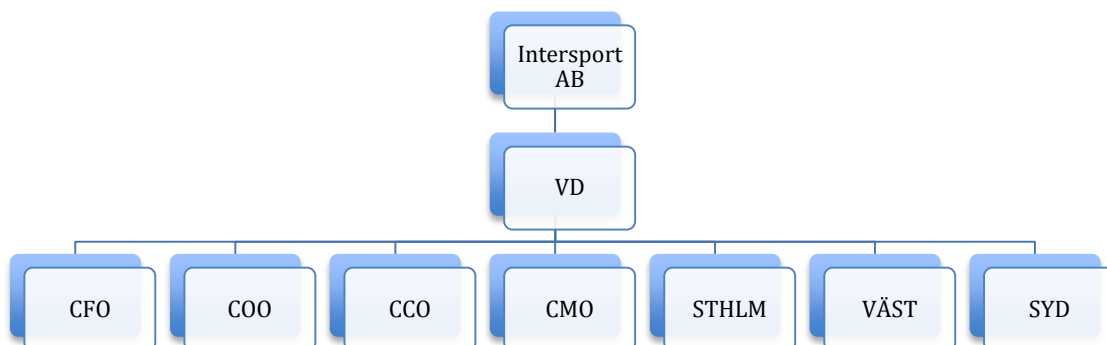 Intersport
AB
VD
CFO
COO
CCO
CMO
STHLM
VÄST
SYD